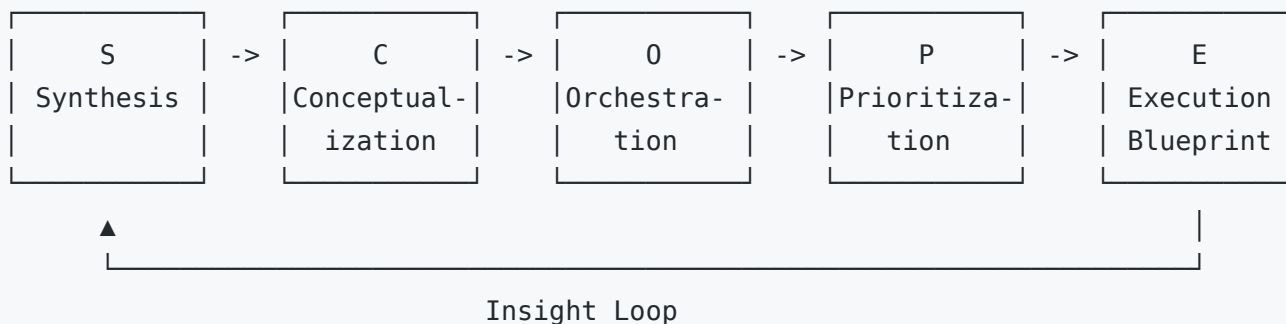 S -> C -> O -> P -> E
Synthesis Conceptual- Orchestra- Prioritiza- Execution
ization tion tion Blueprint
Insight Loop